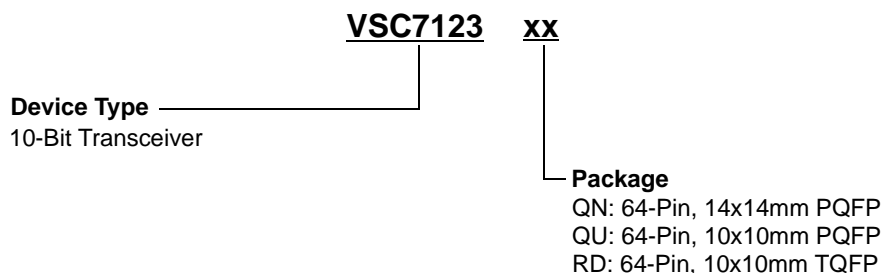 VSC7123 xx
Device Type
10-Bit Transceiver
Package
QN: 64-Pin, 14x14mm PQFP
QU: 64-Pin, 10x10mm PQFP
RD: 64-Pin, 10x10mm TQFP